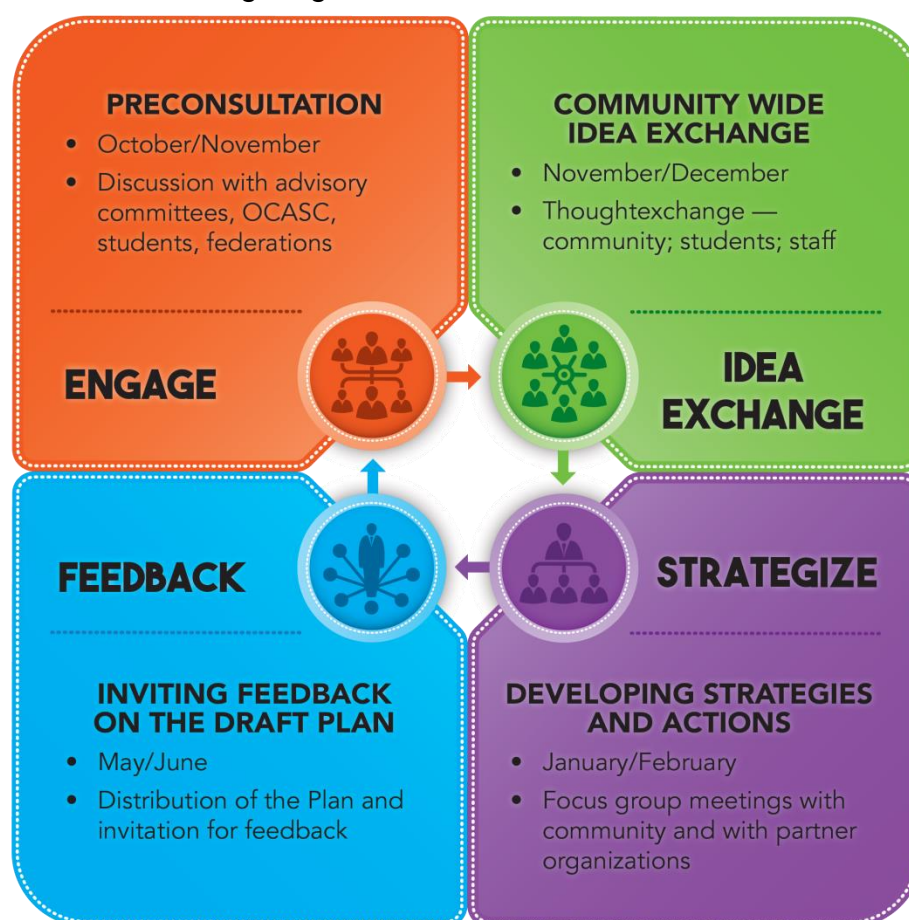 PRECONSULTATION
• October/November
• Discussion with advisory
committees, OCASC,
students, federations
ENGAGE
COMMUNITY WIDE
IDEA EXCHANGE
• November/December
• Thoughtexchange —
community; students; staff
IDEA
EXCHANGE
FEEDBACK
INVITING FEEDBACK
ON THE DRAFT PLAN
• May/June
• Distribution of the Plan and
invitation for feedback
STRATEGIZE
DEVELOPING STRATEGIES
AND ACTIONS
• January/February
• Focus group meetings with
community and with partner
organizations